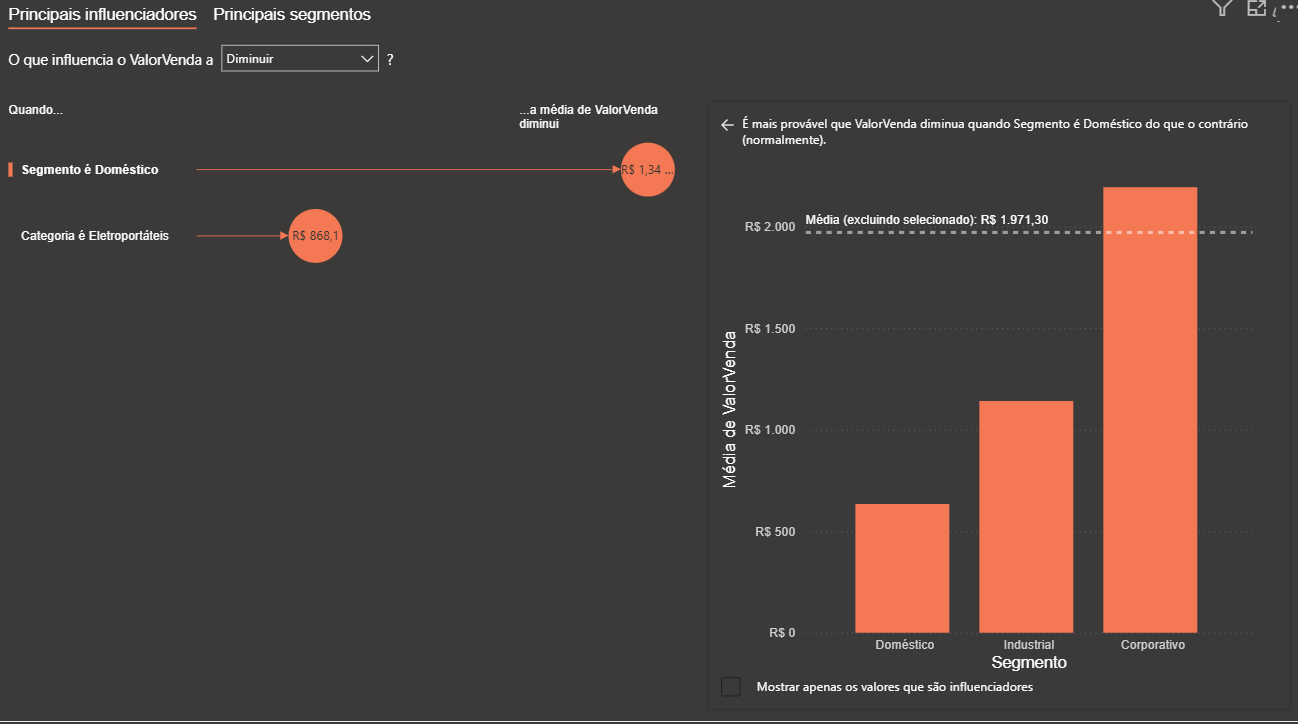 Principais influenciadores Principais segmentos
O que influencia o ValorVenda a Diminuir ?
Quando...
...a média de ValorVenda
diminui
Segmento é Doméstico
R$ 1,34 ...
Categoria é Eletroportáteis
R$ 868,1
É mais provável que ValorVenda diminua quando Segmento é Doméstico do que o contrário
(normalmente).
Média (excluindo selecionado): R$ 1.971,30
R$ 2.000
R$ 1.500
R$ 1.000
R$ 500
R$ 0
Média de ValorVenda
Doméstico Industrial Corporativo
Segmento
Mostrar apenas os valores que são influenciadores